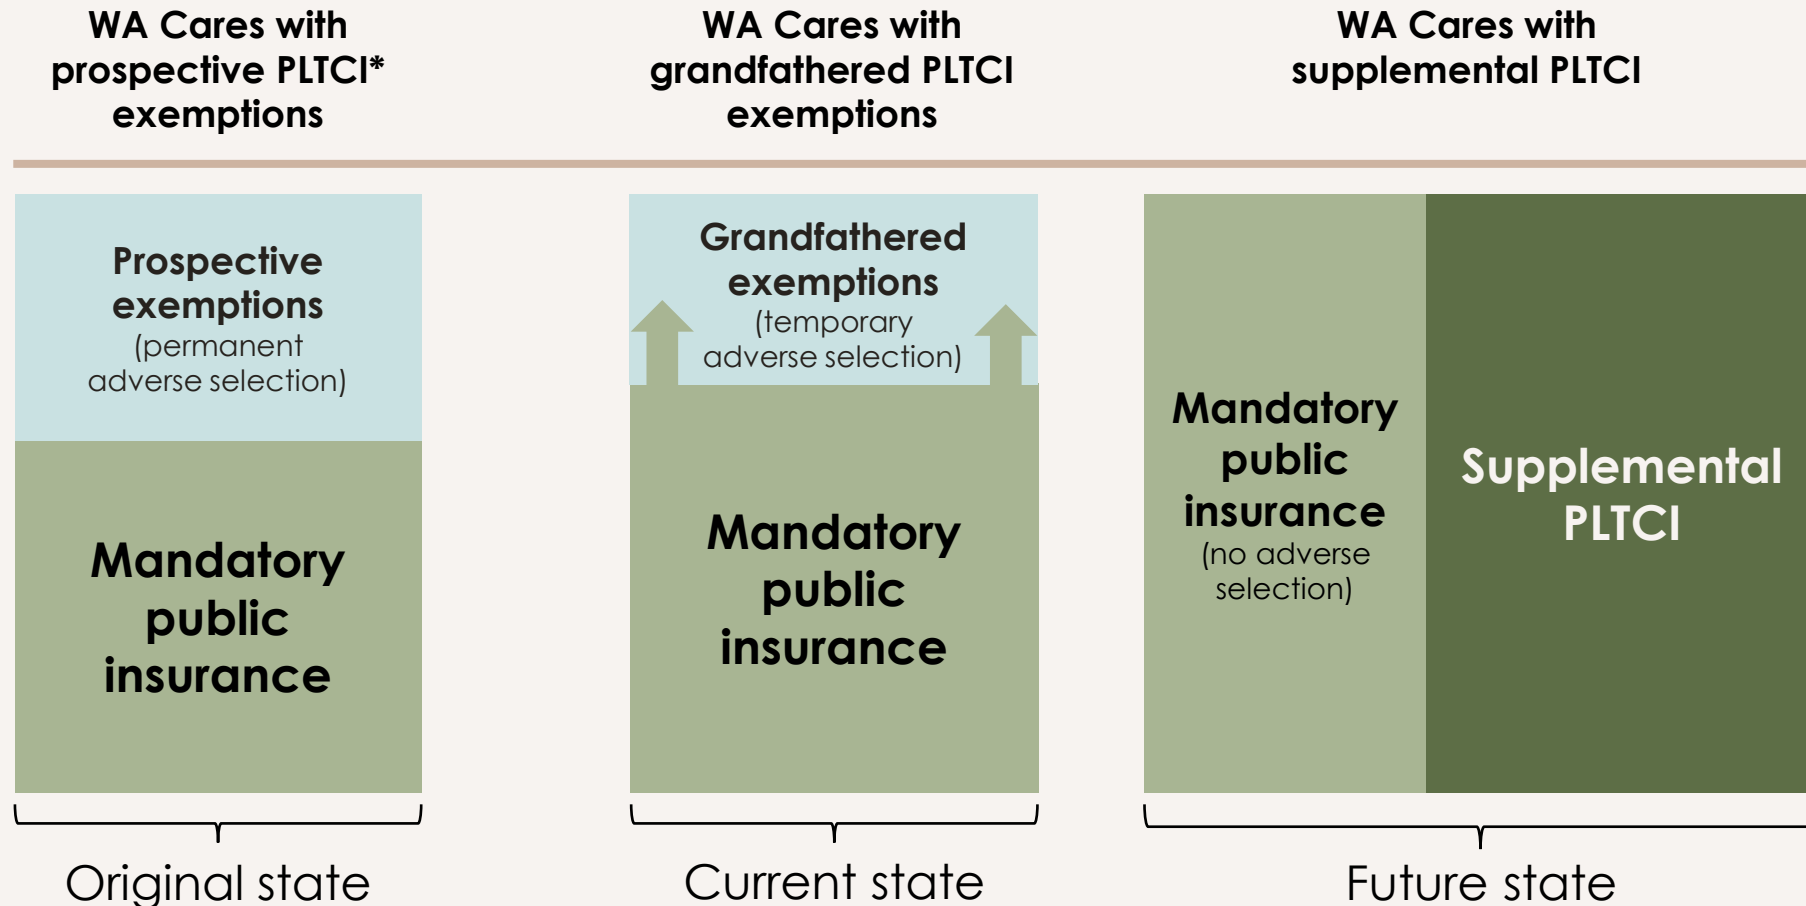 WA Cares with
prospective PLTCI*
exemptions
WA Cares with
grandfathered PLTCI
exemptions
WA Cares with
supplemental PLTCI
Prospective
exemptions
(permanent
adverse selection)
Mandatory
public
insurance
Grandfathered
exemptions
(temporary
adverse selection)
Mandatory
public
insurance
Mandatory
public
insurance
(no adverse
selection)
Supplemental
PLTCI
Original state
Current state
Future state